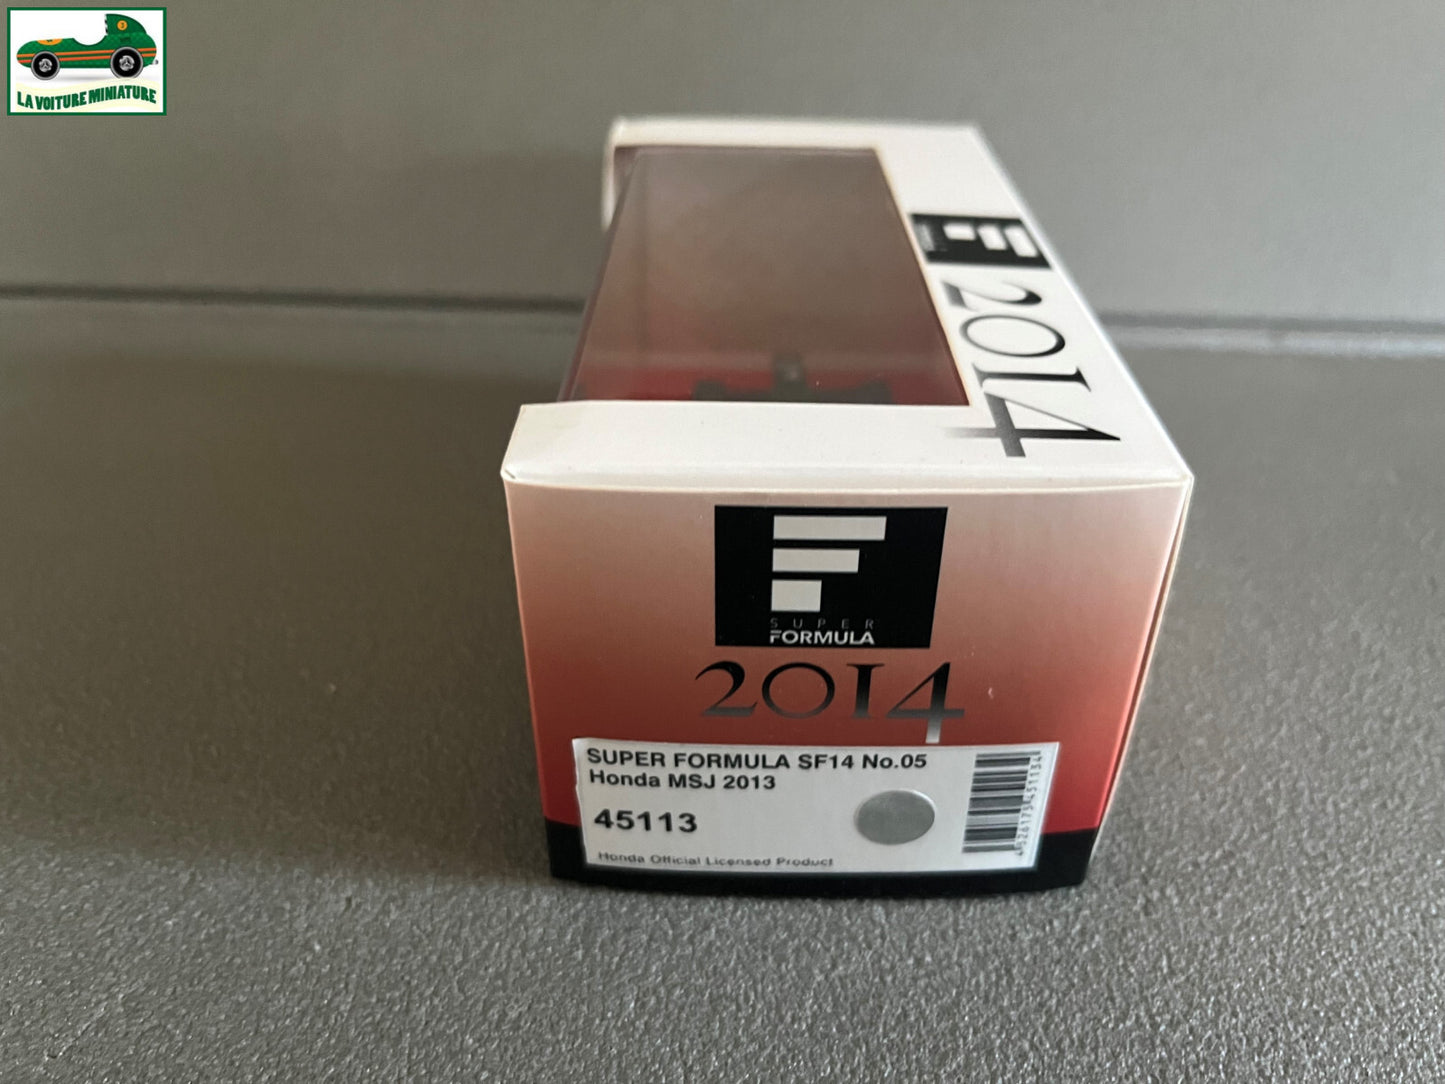 LA VOITURE MINIATURE
2014
SUPER
FORMULA
2014
SUPER FORMULA SF14 No.05
Honda MSJ 2013
45113
Honda Official Licensed Product
4526175451134